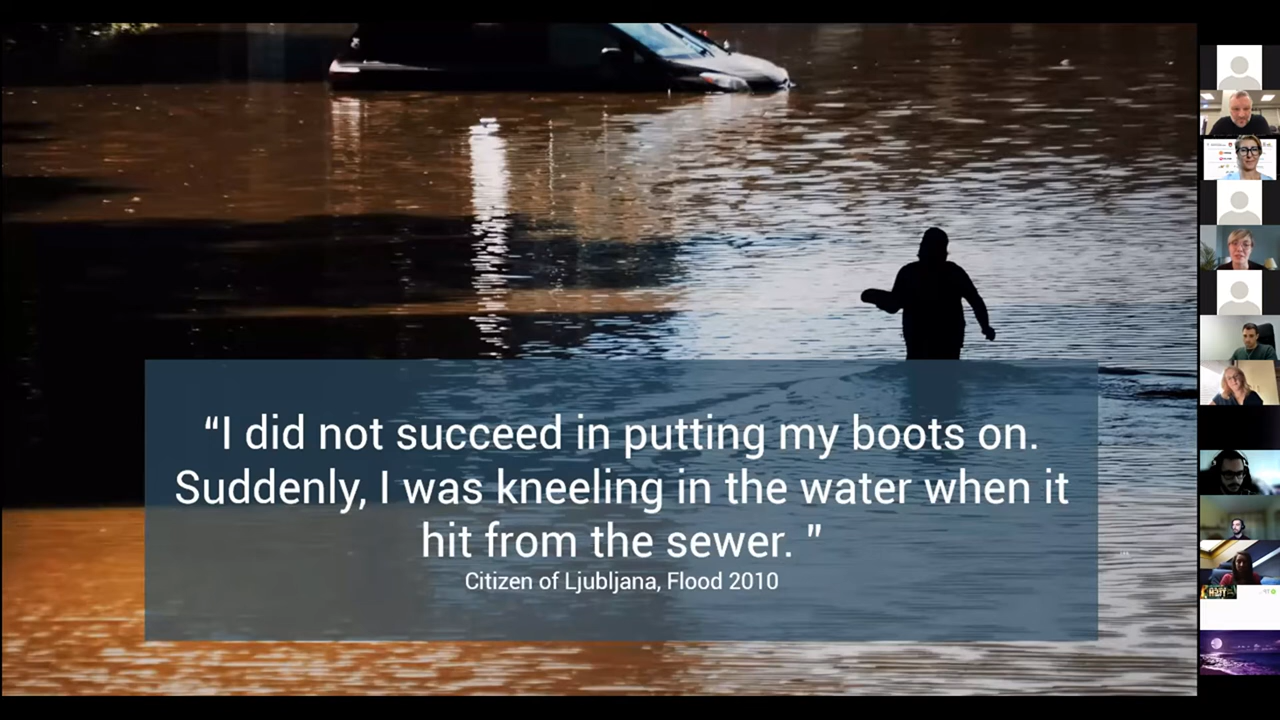 “I did not succeed in putting my boots on.
Suddenly, I was kneeling in the water when it
hit from the sewer. ”
Citizen of Ljubljana, Flood 2010